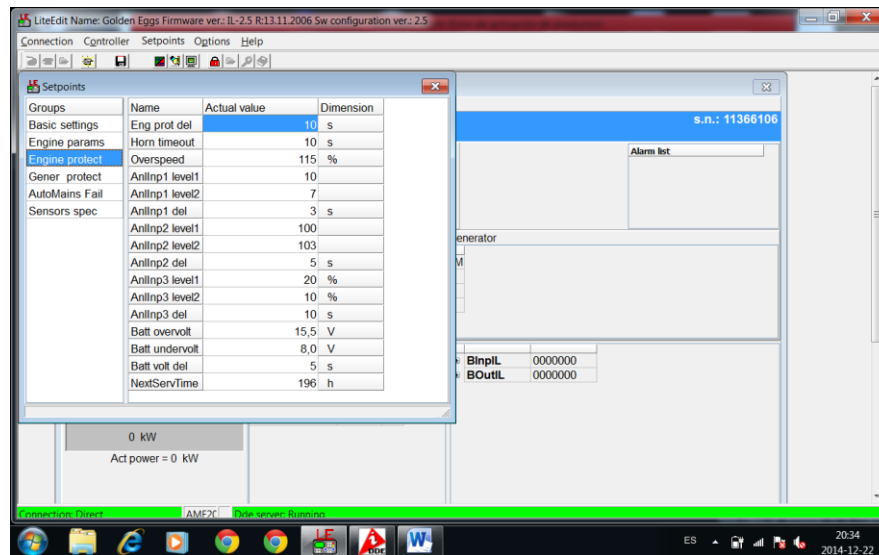 LiteEdit Name: Golden Eggs Firmware ver.: IL-2.5 R:13.11.2006 Sw configuration ver.: 2.5
Connection Controller Setpoints Options Help
Setpoints
Groups Name Actual value Dimension
Basic settings Eng prot del 10 s
Engine params Horn timeout 10 s
Engine protect Overspeed 115 %
Gener protect AnlInp1 level1 10
AutoMains Fail AnlInp1 level2 7
Sensors spec AnlInp1 del 3 s
AnlInp2 level1 100
AnlInp2 level2 103
AnlInp2 del 5 s
AnlInp3 level1 20 %
AnlInp3 level2 10 %
AnlInp3 del 10 s
Batt overvolt 15,5 V
Batt undervolt 8,0 V
Batt volt del 5 s
NextServTime 196 h
s.n.: 11366106
Alarm list
enerator
M
BInpIL 0000000
BOutIL 0000000
0 kW
Act power = 0 kW
Connection: Direct AMF20 Dde server: Running
LE
DDE
W
ES
20:34
2014-12-22